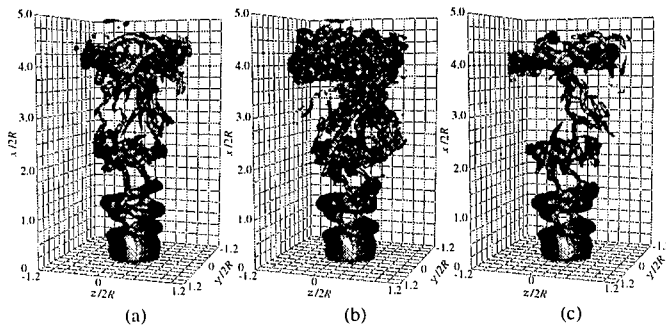 5.0 5.0 5.0
4.0 4.0 4.0
3.0 3.0 3.0
x/2R x/2R x/2R
2.0 2.0 2.0
1.0 1.0 1.0
0 0 0
-1.2 -1.2 -1.2
0 0 0
y/2R y/2R y/2R
-1.2 -1.2 -1.2
0 0 0
z/2R z/2R z/2R
1.2 1.2 1.2
(a) (b) (c)